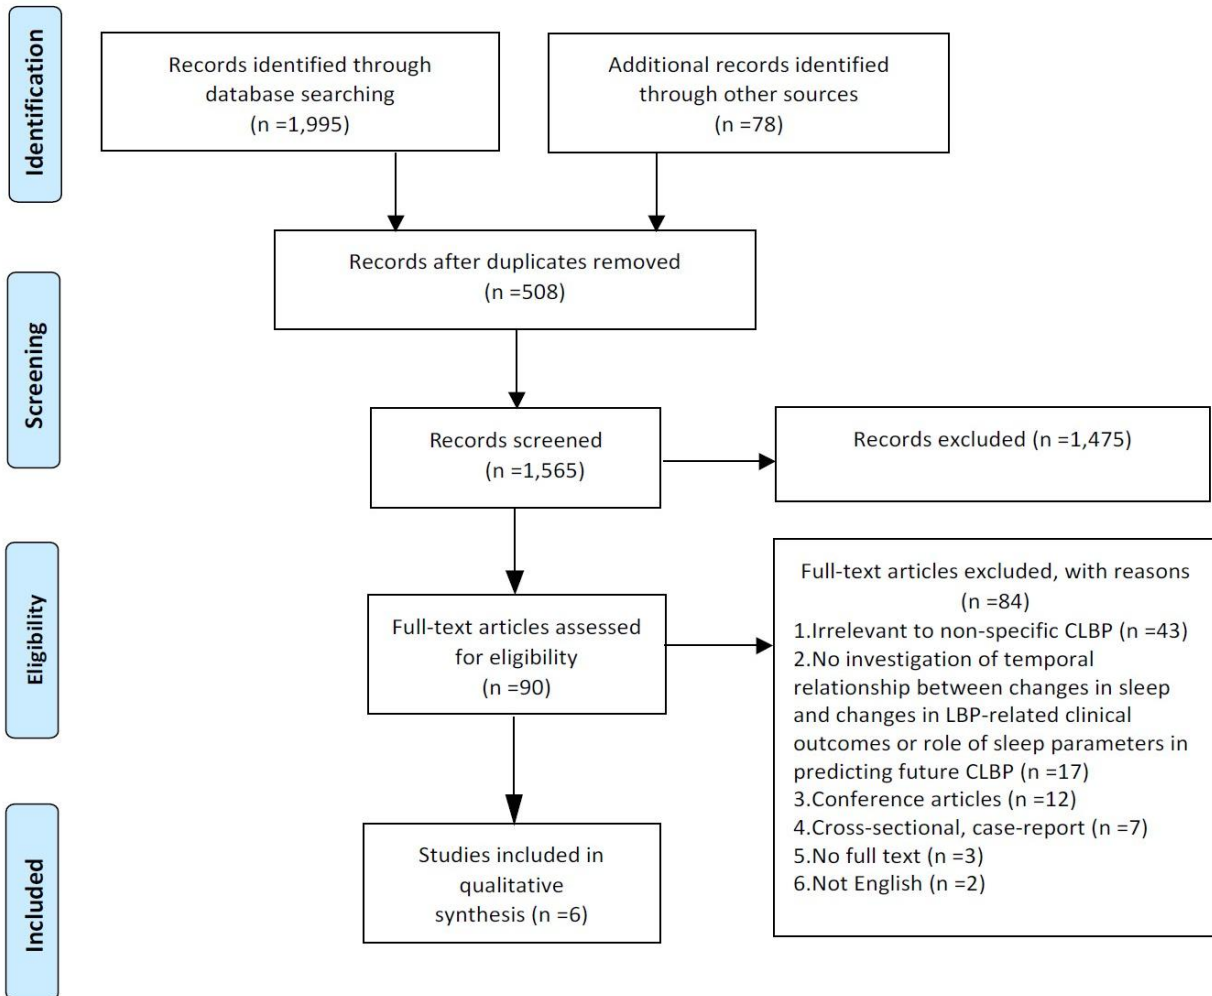 Identification
Records identified through
database searching
(n =1,995)
Additional records identified
through other sources
(n =78)
Records after duplicates removed
(n =508)
Screening
Records screened
(n =1,565)
Records excluded (n =1,475)
Eligibility
Full-text articles assessed
for eligibility
(n =90)
Full-text articles excluded, with reasons
(n =84)
1.Irrelevant to non-specific CLBP (n =43)
2.No investigation of temporal
relationship between changes in sleep
and changes in LBP-related clinical
outcomes or role of sleep parameters in
predicting future CLBP (n =17)
3.Conference articles (n =12)
4.Cross-sectional, case-report (n =7)
5.No full text (n =3)
6.Not English (n =2)
Included
Studies included in
qualitative
synthesis (n =6)